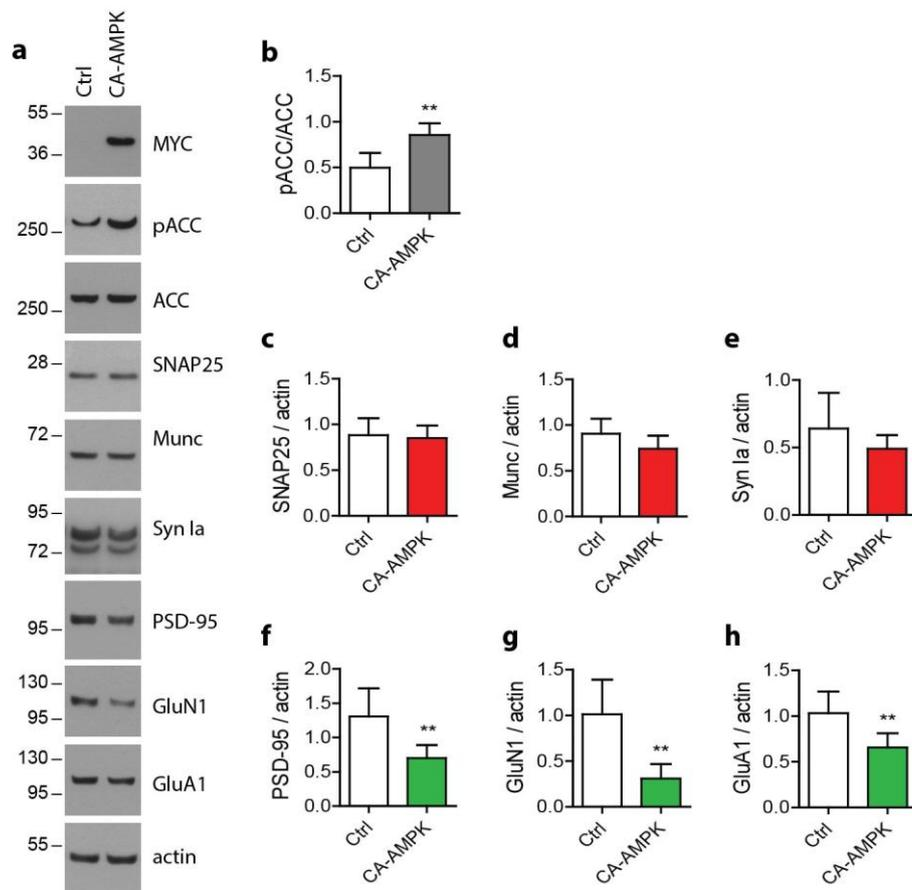 a
Ctrl
CA-AMPK
55
36
MYC
250
pACC
250
ACC
28
SNAP25
72
Munc
95
72
Syn Ia
95
PSD-95
130
95
GluN1
130
95
GluA1
55
actin
b
pACC/ACC
1.5
1.0
0.5
0.0
**
Ctrl
CA-AMPK
c
SNAP25 / actin
1.5
1.0
0.5
0.0
Ctrl
CA-AMPK
d
Munc / actin
1.5
1.0
0.5
0.0
Ctrl
CA-AMPK
e
Syn Ia / actin
1.0
0.5
0.0
Ctrl
CA-AMPK
f
PSD-95 / actin
2.0
1.5
1.0
0.5
0.0
**
Ctrl
CA-AMPK
g
GluN1 / actin
1.5
1.0
0.5
0.0
**
Ctrl
CA-AMPK
h
GluA1 / actin
1.5
1.0
0.5
0.0
**
Ctrl
CA-AMPK